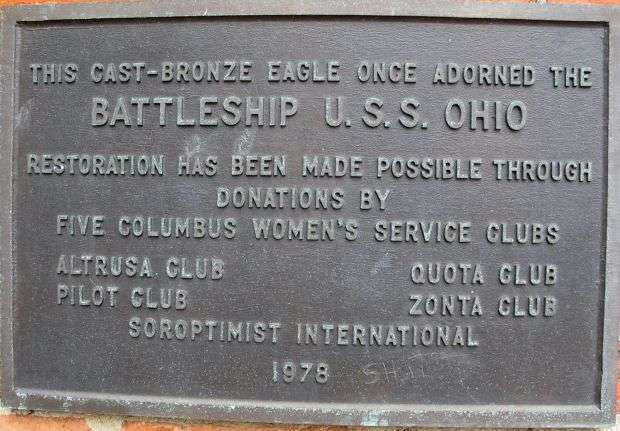 THIS CAST-BRONZE EAGLE ONCE ADORNED THE
BATTLESHIP U.S.S. OHIO
RESTORATION HAS BEEN MADE POSSIBLE THROUGH
DONATIONS BY
FIVE COLUMBUS WOMEN'S SERVICE CLUBS
ALTRUSA CLUB QUOTA CLUB
PILOT CLUB ZONTA CLUB
SOROPTIMIST INTERNATIONAL
1978